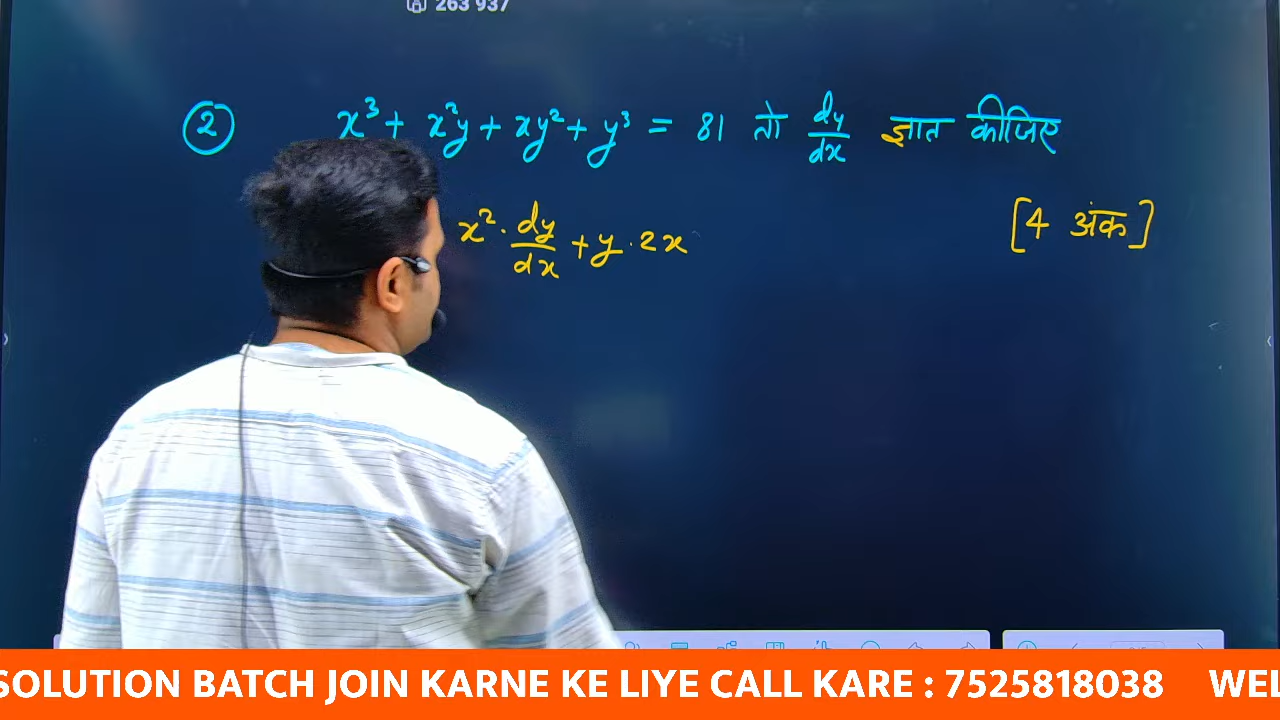 263 937
② x³ + x²y + xy² + y³ = 81 तो dy/dx ज्ञात कीजिए
x² · dy/dx + y · 2x
[4 अंक]
SOLUTION BATCH JOIN KARNE KE LIYE CALL KARE : 7525818038 WEL